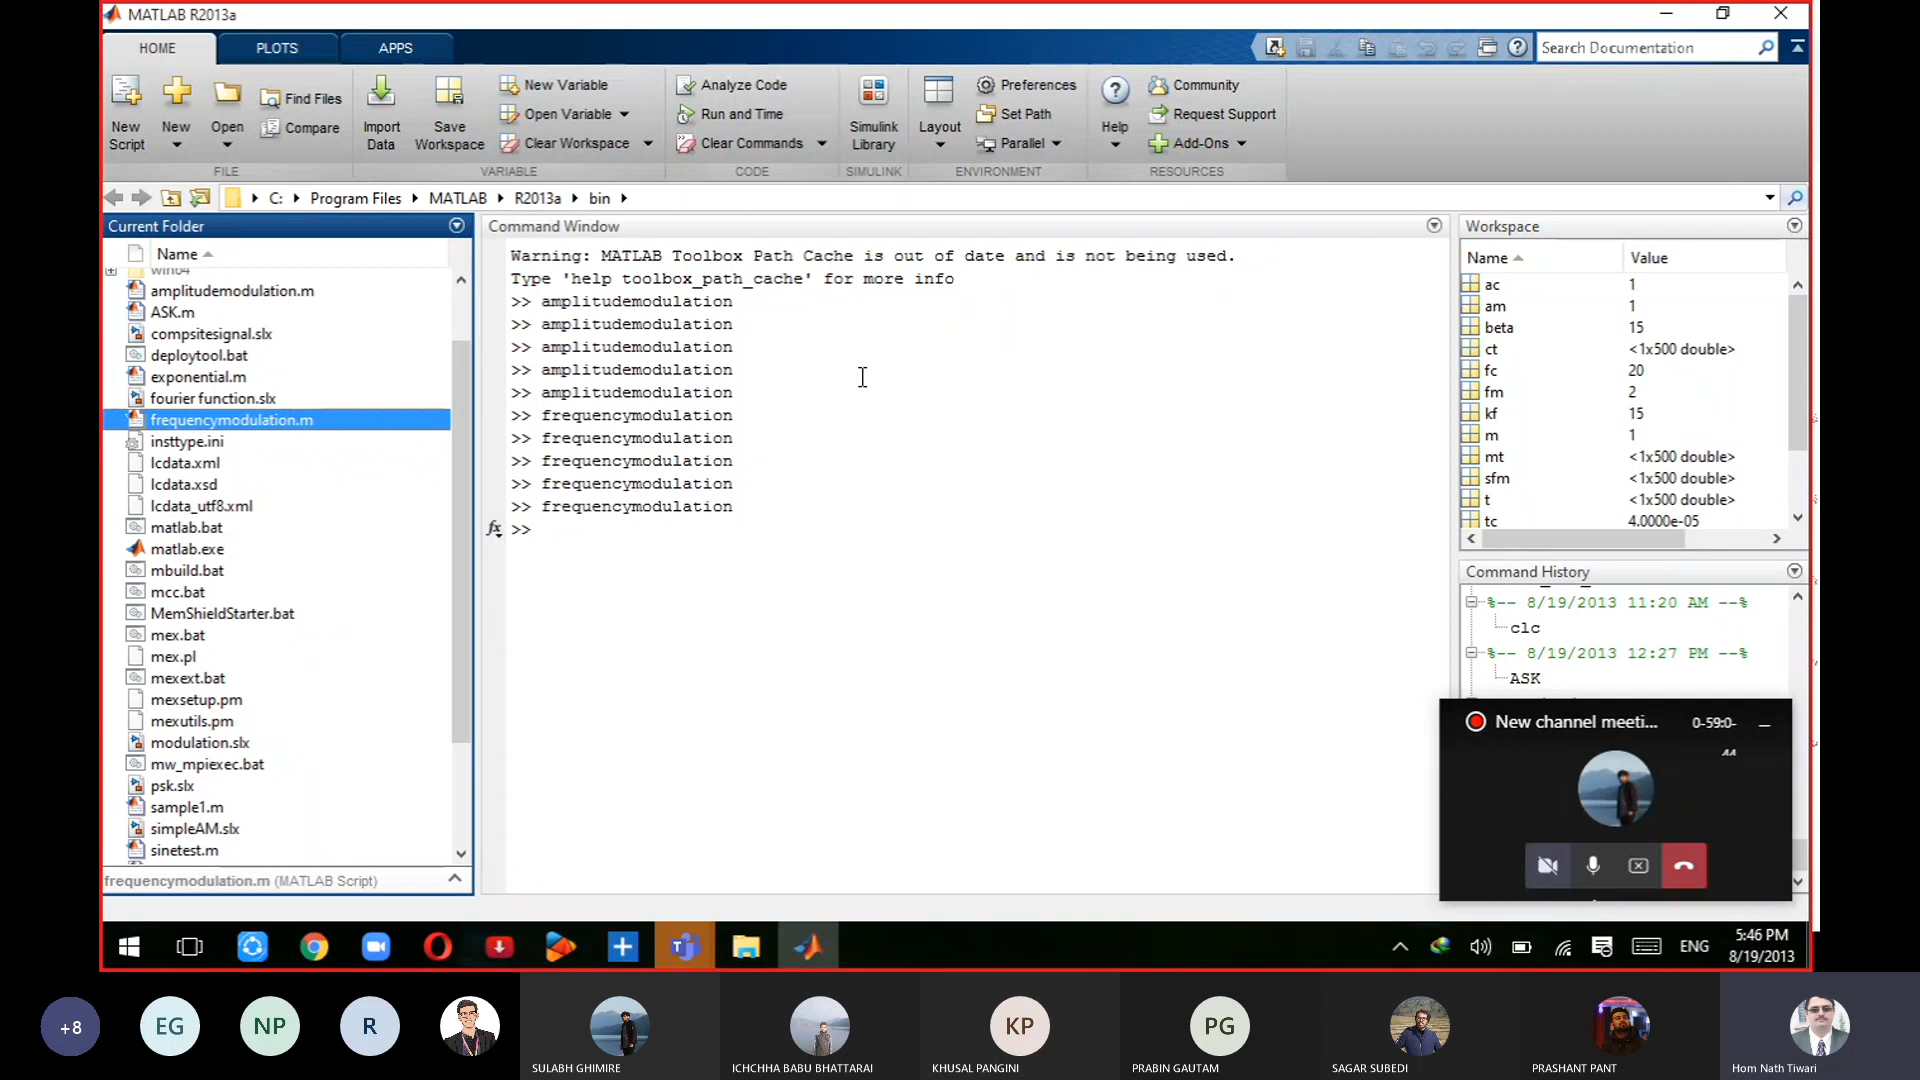 MATLAB R2013a
HOME
PLOTS
APPS
Search Documentation
New Script
New
Open
Find Files
Compare
FILE
Import Data
Save Workspace
New Variable
Open Variable
Clear Workspace
VARIABLE
Analyze Code
Run and Time
Clear Commands
CODE
Simulink Library
SIMULINK
Layout
Preferences
Set Path
Parallel
ENVIRONMENT
Help
Community
Request Support
Add-Ons
RESOURCES
C: Program Files MATLAB R2013a bin
Current Folder
Name
win64
amplitudemodulation.m
ASK.m
compsitesignal.slx
deploytool.bat
exponential.m
fourier function.slx
frequencymodulation.m
insttype.ini
lcdata.xml
lcdata.xsd
lcdata_utf8.xml
matlab.bat
matlab.exe
mbuild.bat
mcc.bat
MemShieldStarter.bat
mex.bat
mex.pl
mexext.bat
mexsetup.pm
mexutils.pm
modulation.slx
mw_mpiexec.bat
psk.slx
sample1.m
simpleAM.slx
sinetest.m
frequencymodulation.m (MATLAB Script)
Command Window
Warning: MATLAB Toolbox Path Cache is out of date and is not being used.
Type 'help toolbox_path_cache' for more info
>> amplitudemodulation
>> amplitudemodulation
>> amplitudemodulation
>> amplitudemodulation
>> amplitudemodulation
>> frequencymodulation
>> frequencymodulation
>> frequencymodulation
>> frequencymodulation
>> frequencymodulation
fx >>
Workspace
Name Value
ac 1
am 1
beta 15
ct <1x500 double>
fc 20
fm 2
kf 15
m 1
mt <1x500 double>
sfm <1x500 double>
t <1x500 double>
tc 4.0000e-05
Command History
%-- 8/19/2013 11:20 AM --%
clc
%-- 8/19/2013 12:27 PM --%
ASK
New channel meeti... 0-59:0-
44
ENG
5:46 PM
8/19/2013
+8
EG
NP
R
SULABH GHIMIRE
ICHCHHA BABU BHATTARAI
KP
KHUSAL PANGINI
PG
PRABIN GAUTAM
SAGAR SUBEDI
PRASHANT PANT
Hom Nath Tiwari